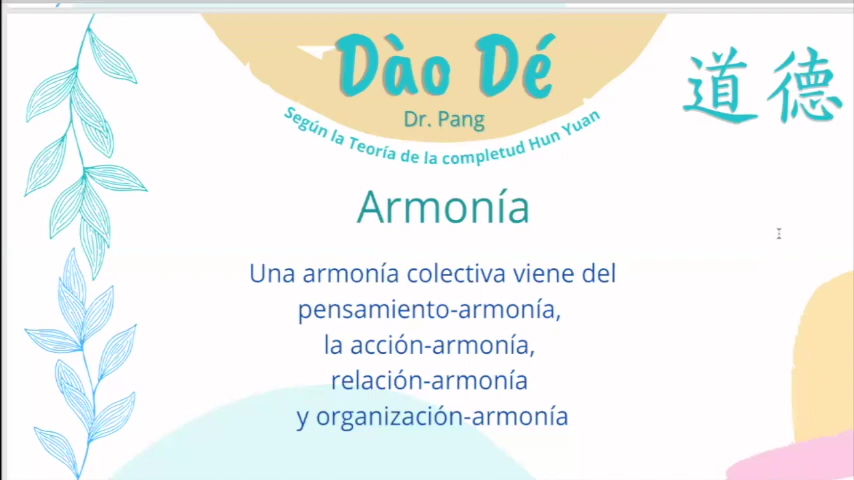 Dào Dé
道德
Dr. Pang
Según la Teoría de la completud Hun Yuan
Armonía
Una armonía colectiva viene del
pensamiento-armonía,
la acción-armonía,
relación-armonía
y organización-armonía